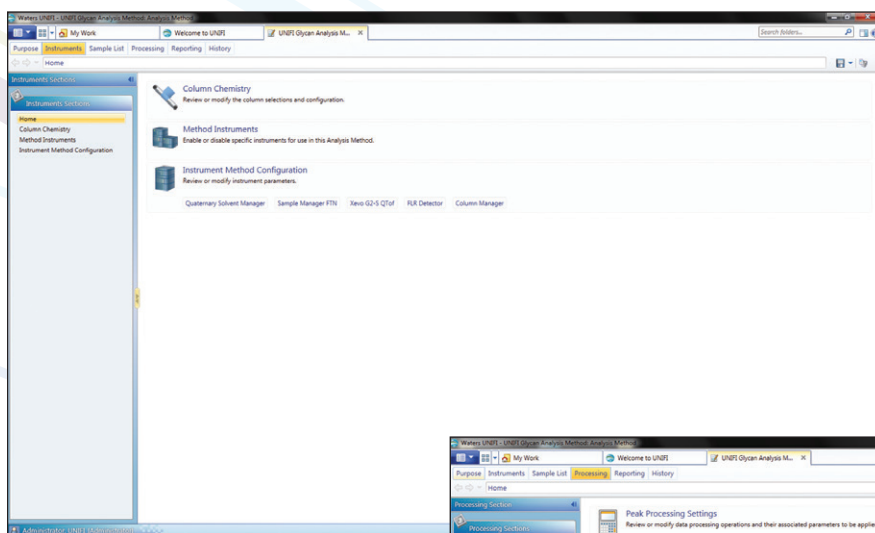 Waters UNIFI - UNIFI Glycan Analysis Method: Analysis Method
My Work Welcome to UNIFI UNIFI Glycan Analysis M... Search folders...
Purpose Instruments Sample List Processing Reporting History
Home
Instruments Sections
Instruments Sections
Home
Column Chemistry
Method Instruments
Instrument Method Configuration
Column Chemistry
Review or modify the column selections and configuration.
Method Instruments
Enable or disable specific instruments for use in this Analysis Method.
Instrument Method Configuration
Review or modify instrument parameters.
Quaternary Solvent Manager Sample Manager FTN Xevo G2-S QTof FLR Detector Column Manager
Administrator, UNIFI
Waters UNIFI - UNIFI Glycan Analysis Method: Analysis Method
My Work Welcome to UNIFI UNIFI Glycan Analysis M...
Purpose Instruments Sample List Processing Reporting History
Home
Processing Section
Processing Sections
Peak Processing Settings
Review or modify data processing operations and their associated parameters to be applie